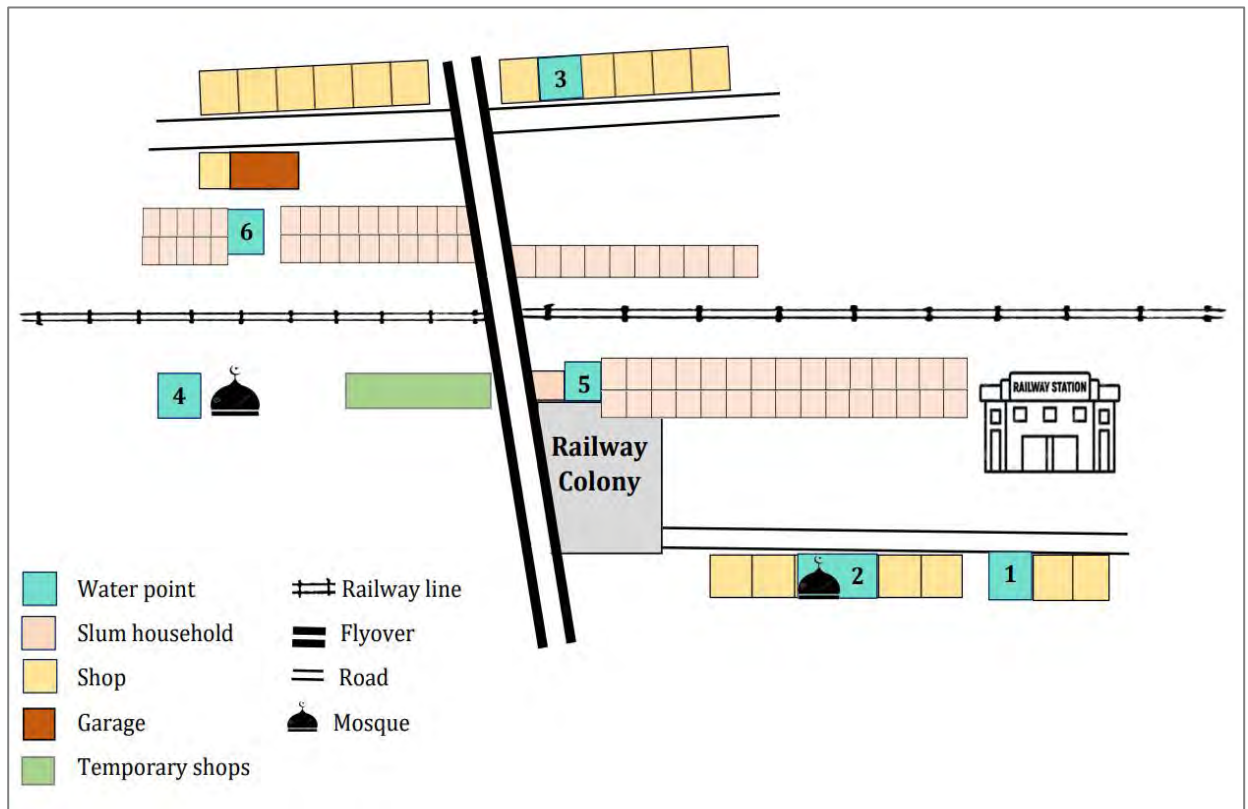 3
6
4
5
RAILWAY STATION
Railway
Colony
2
1
Water point
Railway line
Slum household
Flyover
Shop
Road
Garage
Mosque
Temporary shops